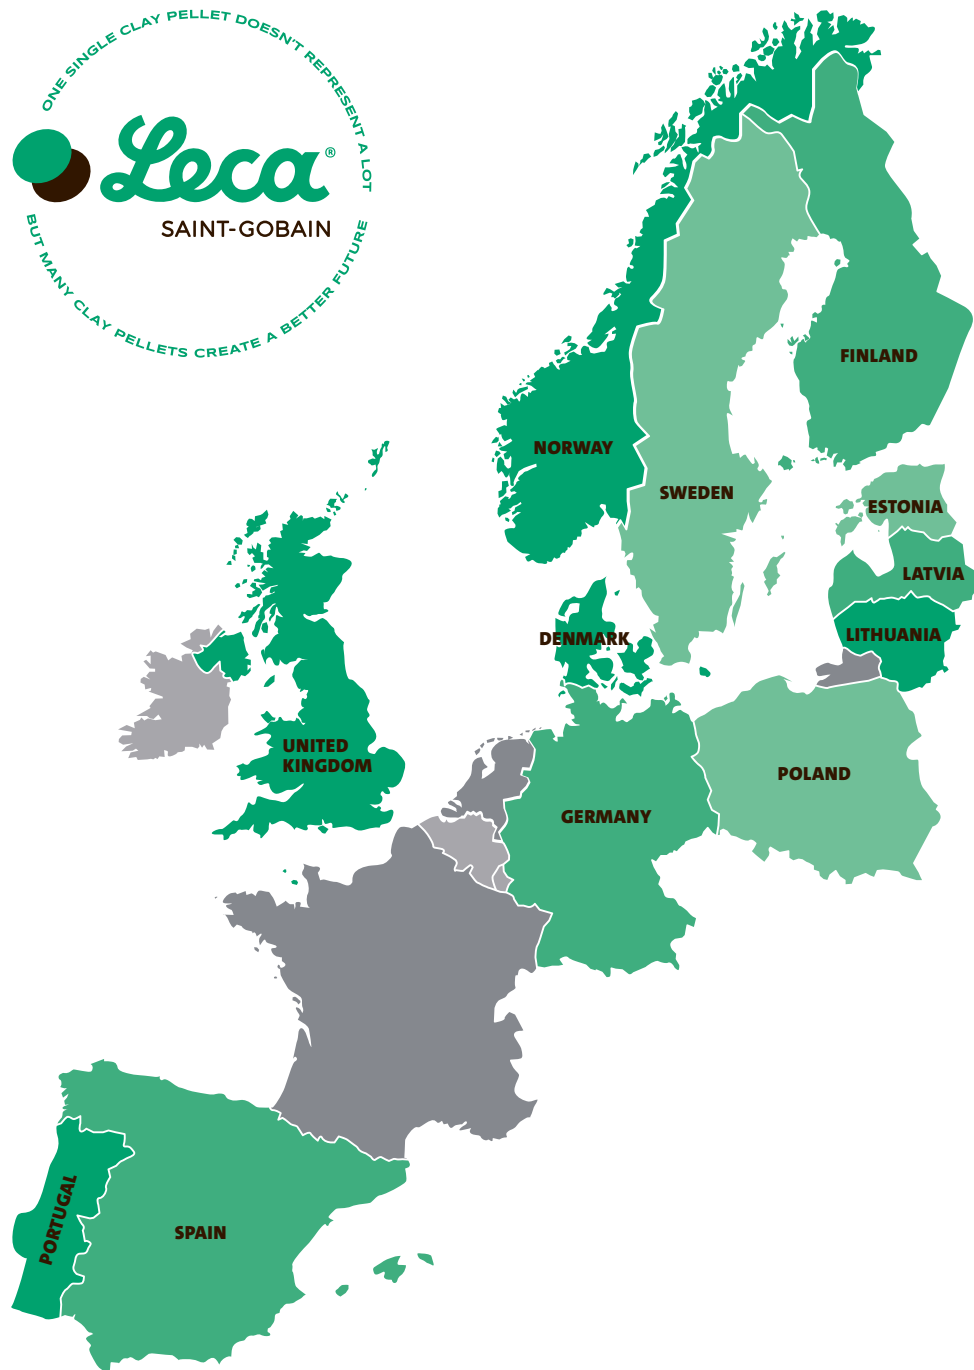 ONE SINGLE CLAY PELLET DOESN'T REPRESENT A LOT
Leca®
SAINT-GOBAIN
BUT MANY CLAY PELLETS CREATE A BETTER FUTURE
FINLAND
NORWAY
SWEDEN
ESTONIA
LATVIA
LITHUANIA
DENMARK
UNITED
KINGDOM
POLAND
GERMANY
PORTUGAL
SPAIN